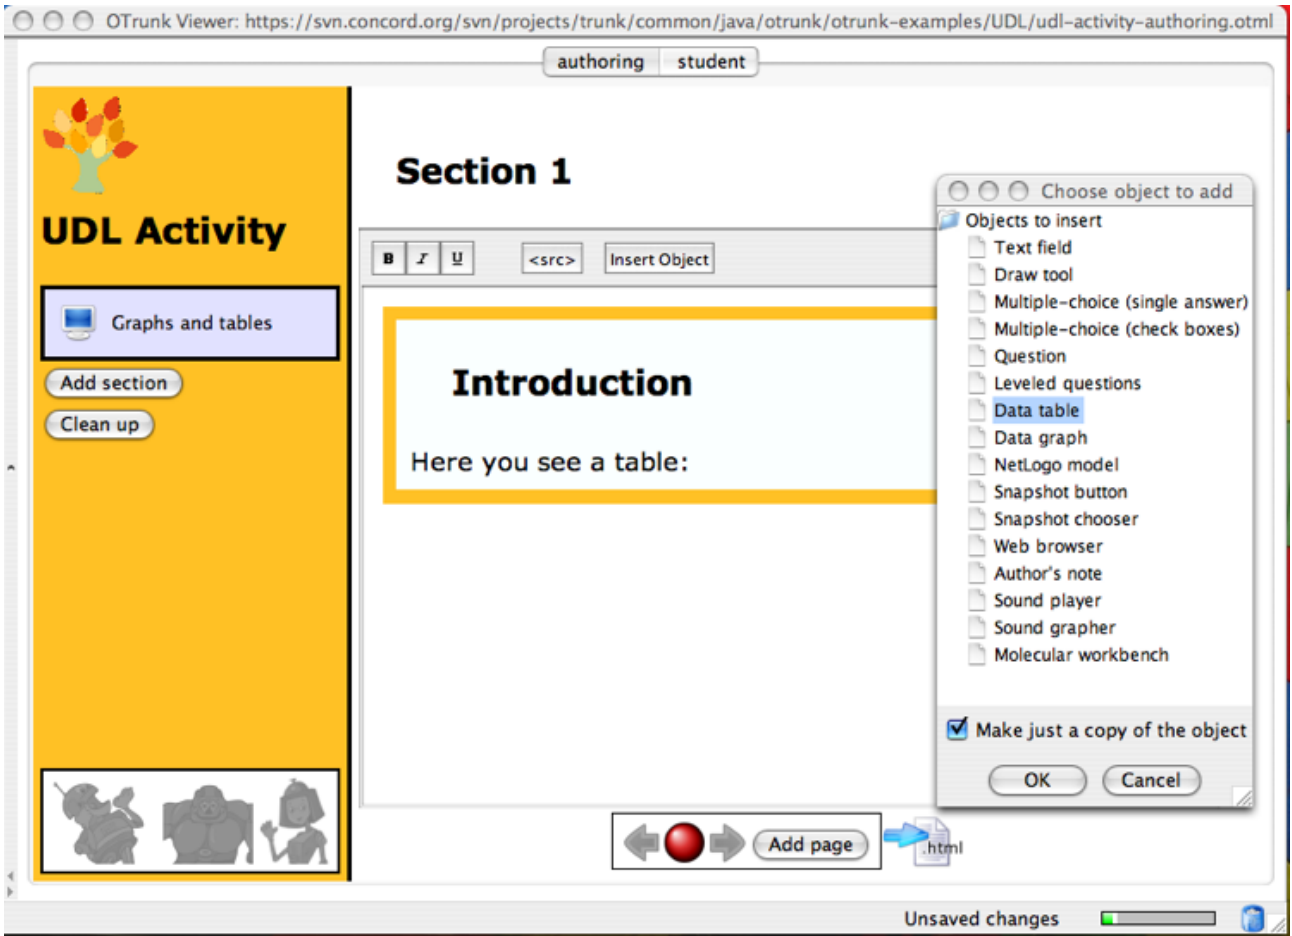 OTrunk Viewer: https://svn.concord.org/svn/projects/trunk/common/java/otrunk/otrunk-examples/UDL/udl-activity-authoring.otml
authoring student
UDL Activity
Graphs and tables
Add section
Clean up
Section 1
B I U <src> Insert Object
Introduction
Here you see a table:
Choose object to add
Objects to insert
Text field
Draw tool
Multiple-choice (single answer)
Multiple-choice (check boxes)
Question
Leveled questions
Data table
Data graph
NetLogo model
Snapshot button
Snapshot chooser
Web browser
Author's note
Sound player
Sound grapher
Molecular workbench
Make just a copy of the object
OK Cancel
Add page
.html
Unsaved changes